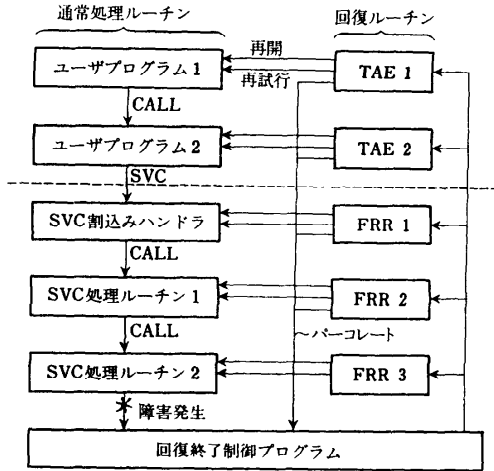 通常処理ルーチン
回復ルーチン
ユーザプログラム1
再開
再試行
TAE 1
CALL
ユーザプログラム2
TAE 2
SVC
SVC割込みハンドラ
FRR 1
CALL
SVC処理ルーチン1
FRR 2
CALL
〜パーコレート
SVC処理ルーチン2
FRR 3
障害発生
回復終了制御プログラム